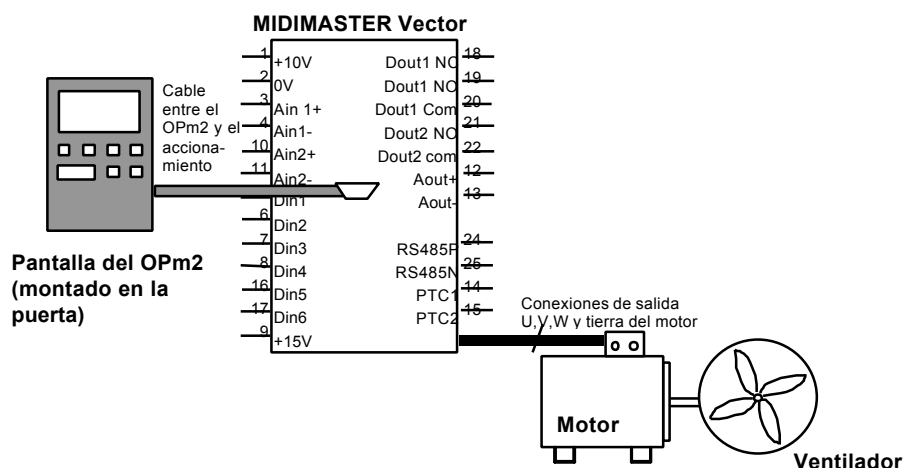 MIDIMASTER Vector
1
+10V
2
0V
3
Ain 1+
4
Ain1-
10
Ain2+
11
Ain2-
Din1
6
Din2
7
Din3
8
Din4
16
Din5
17
Din6
9
+15V
18
Dout1 NC
19
Dout1 NO
20
Dout1 Com
21
Dout2 NO
22
Dout2 com
12
Aout+
13
Aout-
24
RS485P
25
RS485N
14
PTC1
15
PTC2
Cable
entre el
OPm2 y el
acciona-
miento
Pantalla del OPm2
(montado en la
puerta)
Conexiones de salida
U,V,W y tierra del motor
Motor
Ventilador